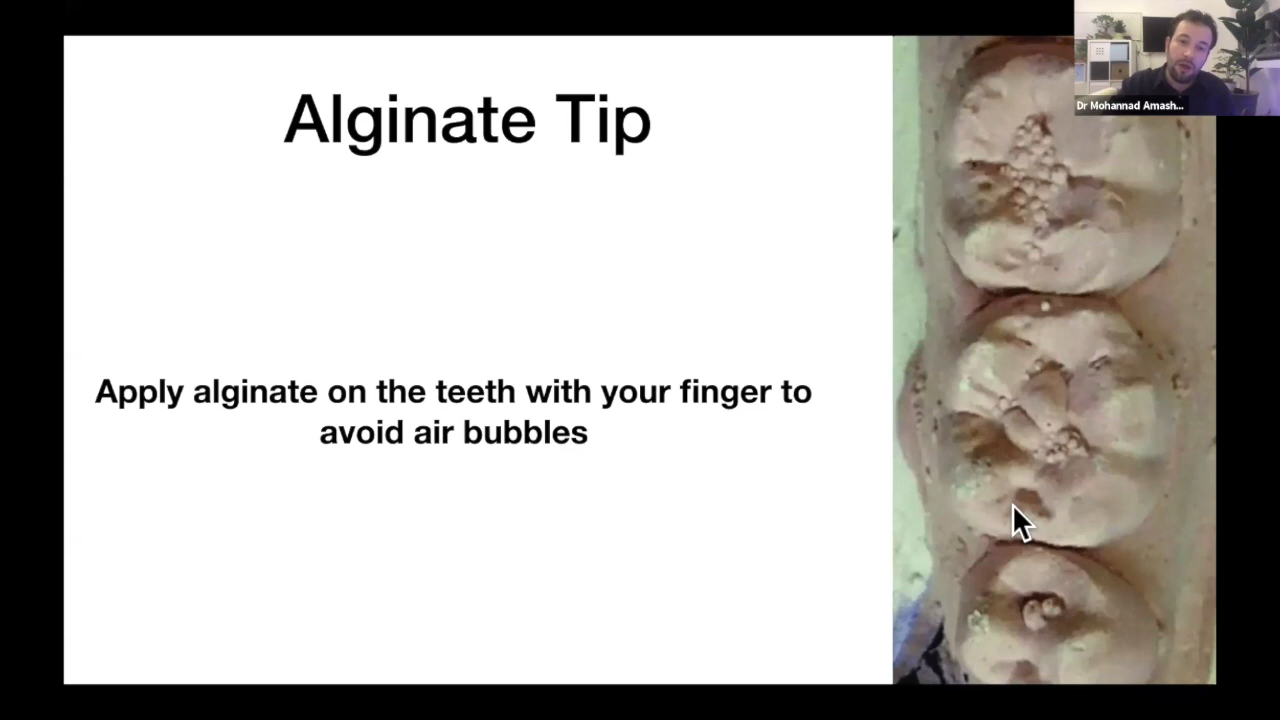 Alginate Tip
Apply alginate on the teeth with your finger to
avoid air bubbles
Dr Mohannad Amash...